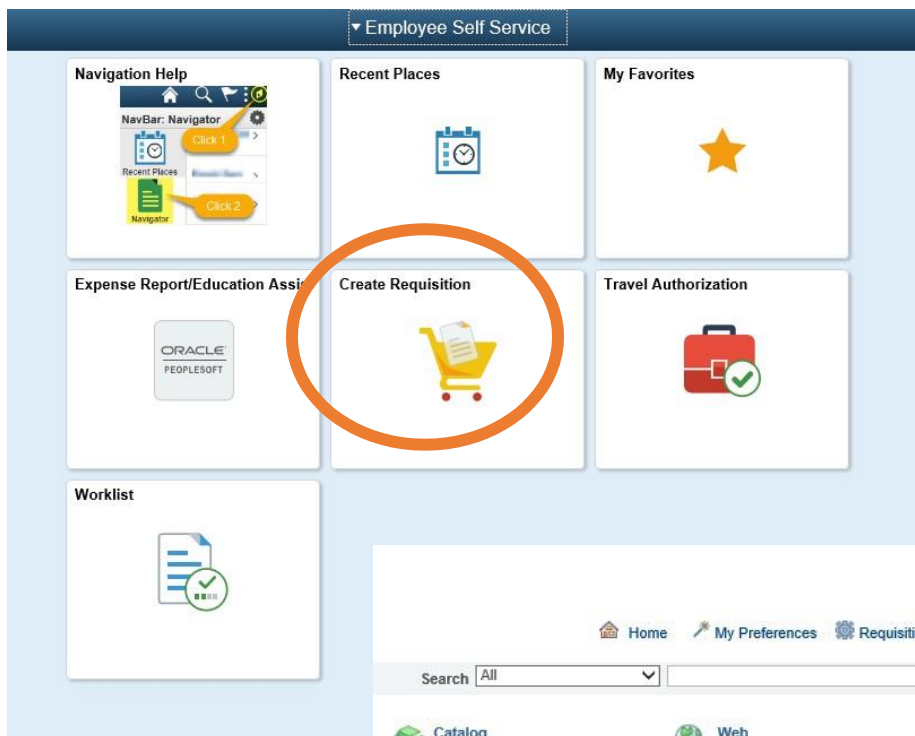 Employee Self Service
Navigation Help
Recent Places
My Favorites
NavBar: Navigator
Click 1
Recent Places
Click 2
Navigator
Expense Report/Education Assi
Create Requisition
Travel Authorization
ORACLE
PEOPLESOFT
Worklist
Home
My Preferences
Requisiti
Search
All
Catalog
Web